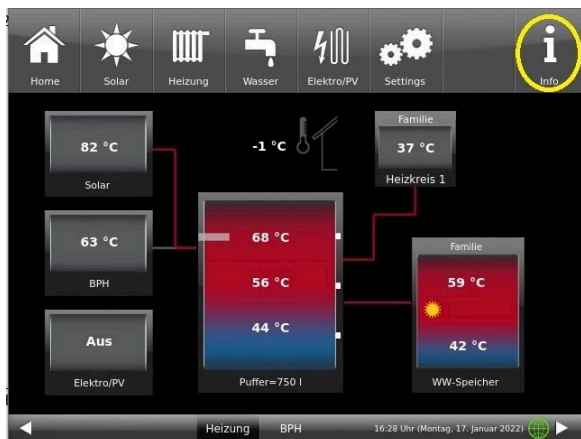 Home
Solar
Heizung
Wasser
Elektro/PV
Settings
Info
82 °C
Solar
-1 °C
Familie
37 °C
Heizkreis 1
63 °C
BPH
68 °C
56 °C
44 °C
Puffer=750 l
Familie
59 °C
42 °C
WW-Speicher
Aus
Elektro/PV
Heizung BPH 16:28 Uhr (Montag, 17. Januar 2022)